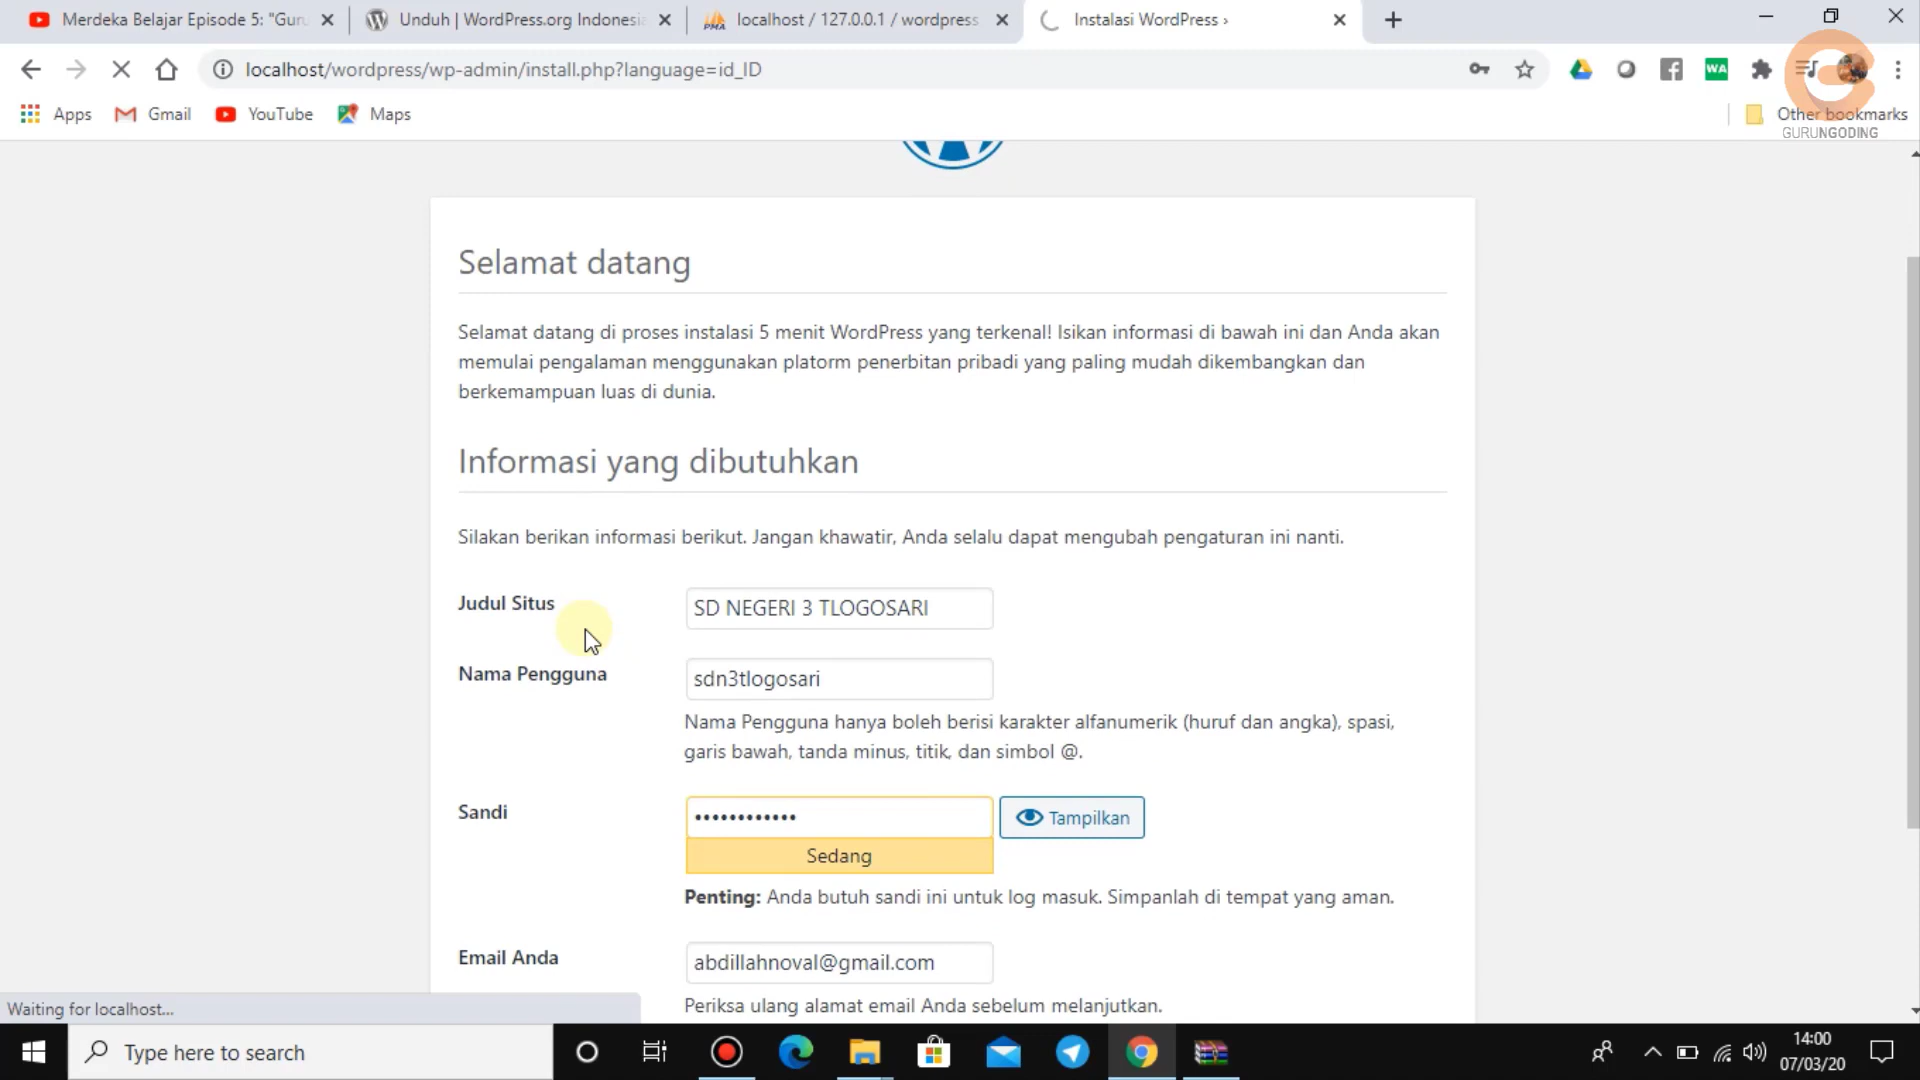 Merdeka Belajar Episode 5: "Guru
Unduh | WordPress.org Indonesia
localhost / 127.0.0.1 / wordpress
Instalasi WordPress ›
localhost/wordpress/wp-admin/install.php?language=id_ID
WA
Apps
Gmail
YouTube
Maps
Other bookmarks
GURUNGODING
Selamat datang
Selamat datang di proses instalasi 5 menit WordPress yang terkenal! Isikan informasi di bawah ini dan Anda akan
memulai pengalaman menggunakan platorm penerbitan pribadi yang paling mudah dikembangkan dan
berkemampuan luas di dunia.
Informasi yang dibutuhkan
Silakan berikan informasi berikut. Jangan khawatir, Anda selalu dapat mengubah pengaturan ini nanti.
Judul Situs
SD NEGERI 3 TLOGOSARI
Nama Pengguna
sdn3tlogosari
Nama Pengguna hanya boleh berisi karakter alfanumerik (huruf dan angka), spasi,
garis bawah, tanda minus, titik, dan simbol @.
Sandi
••••••••••••
Tampilkan
Sedang
Penting: Anda butuh sandi ini untuk log masuk. Simpanlah di tempat yang aman.
Email Anda
abdillahnoval@gmail.com
Periksa ulang alamat email Anda sebelum melanjutkan.
Waiting for localhost...
Type here to search
14:00
07/03/20